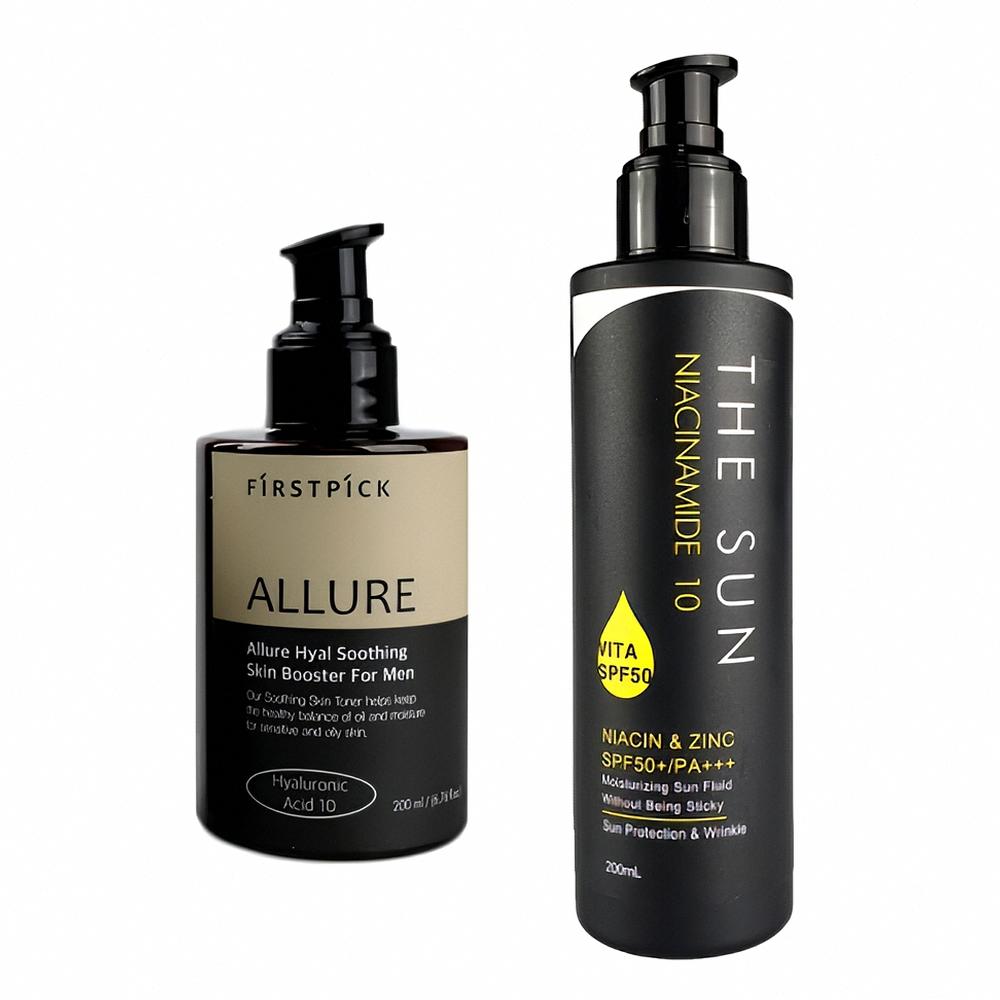 FÍRSTPÍCK
ALLURE
Allure Hyal Soothing
Skin Booster For Men
Our Soothing Skin Toner helps keep
the healthy balance of oil and moisture
for sensitive and oily skin.
Hyaluronic
Acid 10
200 ml /
THE SUN
NIACINAMIDE 10
VITA
SPF50
NIACIN & ZINC
SPF50+/PA+++
Moisturizing Sun Fluid
Without Being Sticky
Sun Protection & Wrinkle
200mL